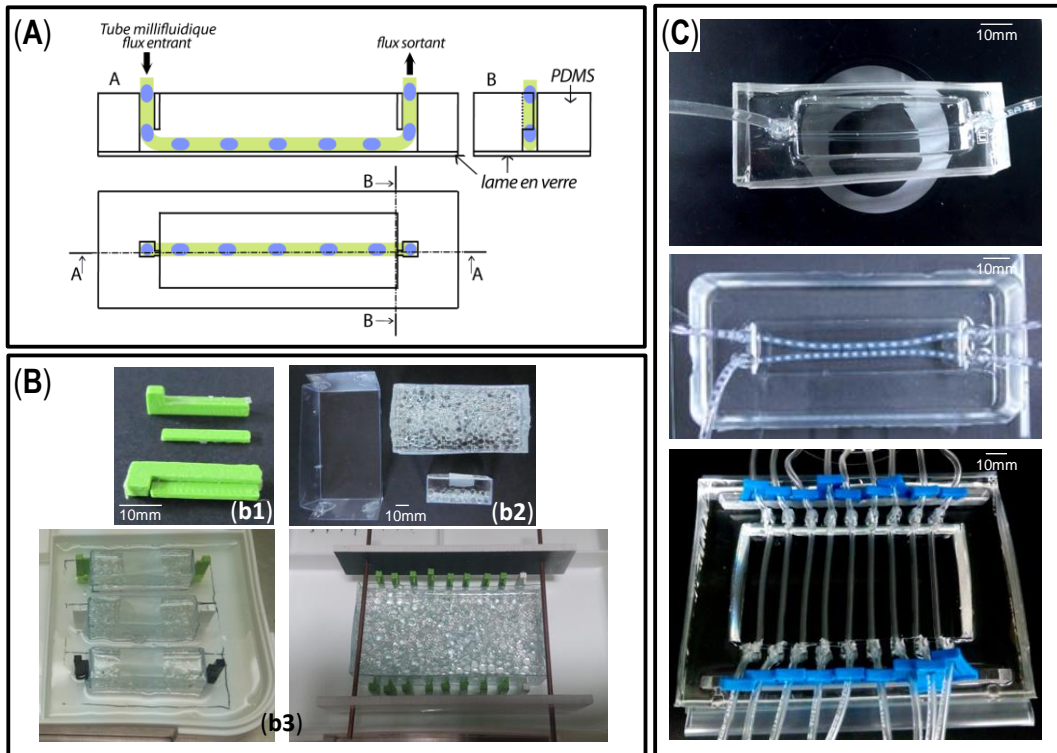 (A)
Tube millifluidique
flux entrant
flux sortant
A
B
PDMS
B
lame en verre
A
A
B
(B)
10mm
(b1)
10mm
(b2)
(b3)
(C)
10mm
10mm
10mm